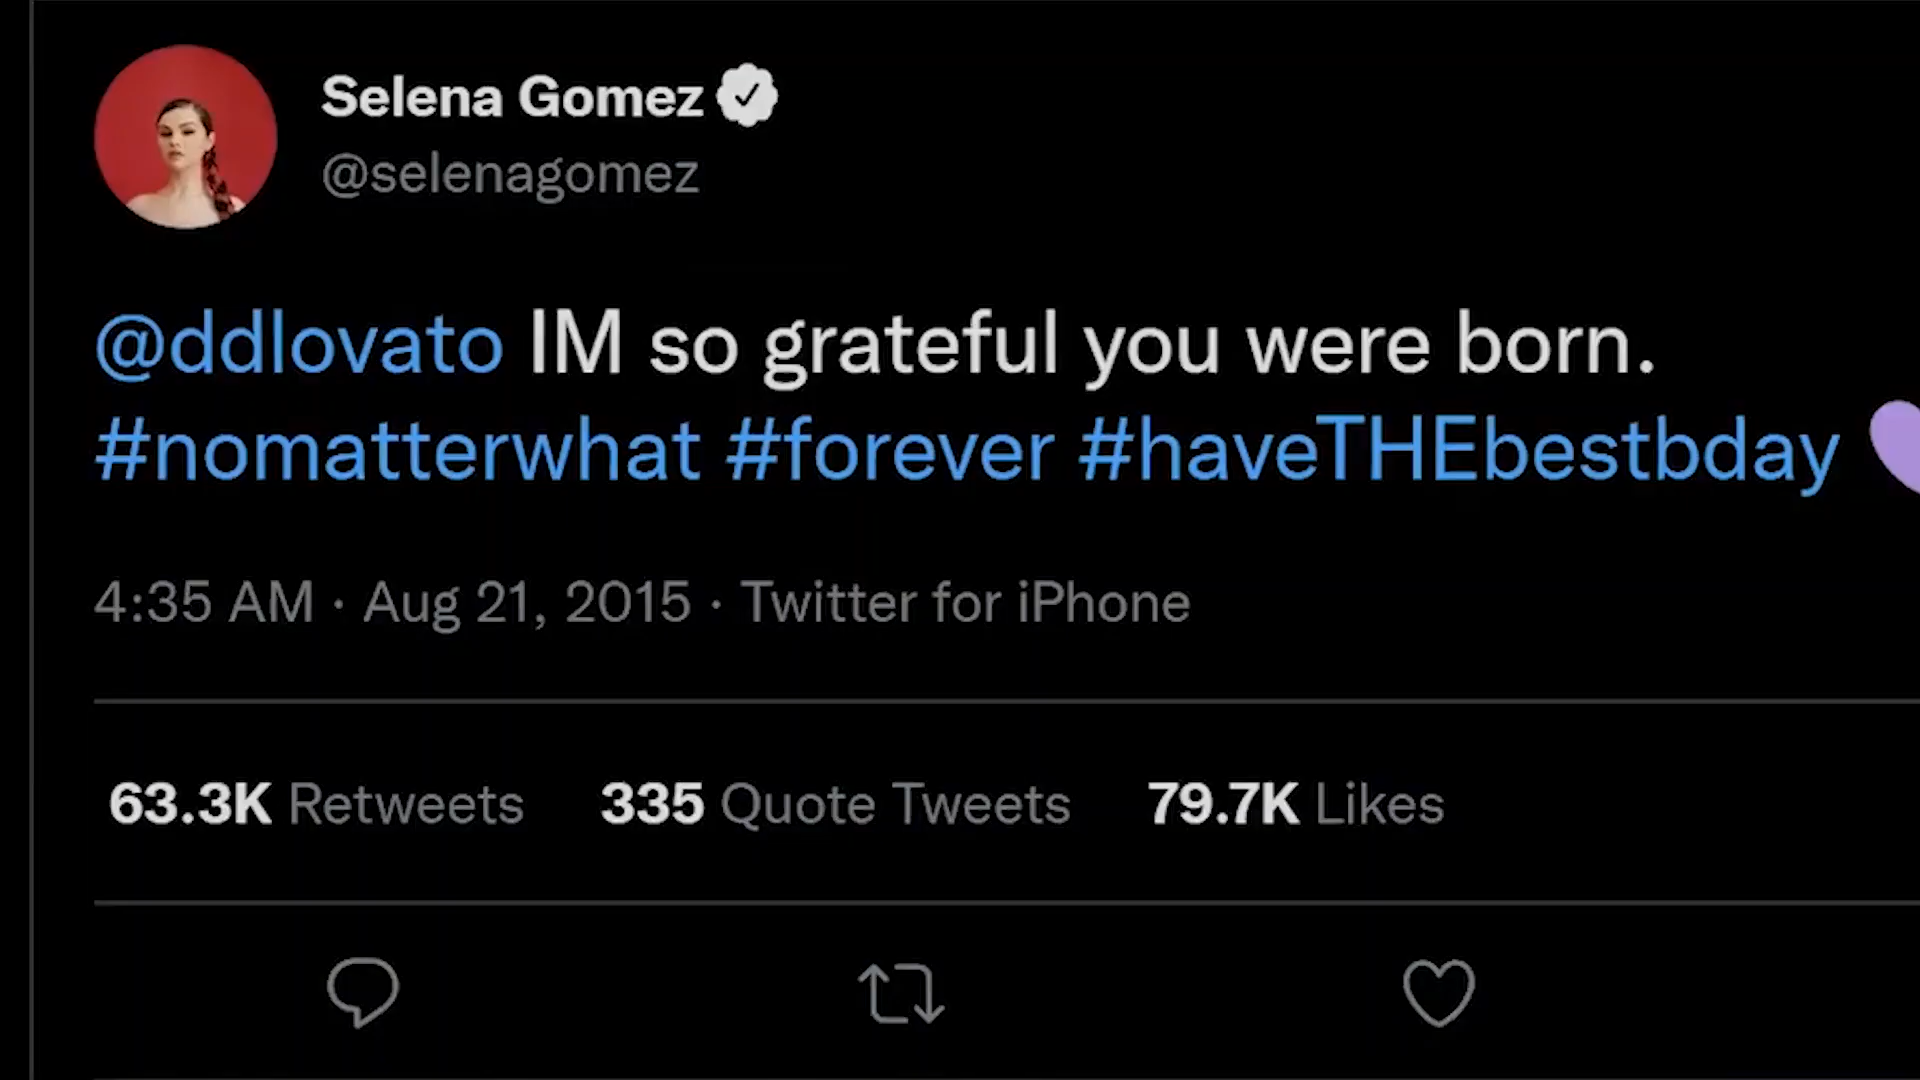 Selena Gomez
@selenagomez
@ddlovato IM so grateful you were born.
#nomatterwhat #forever #haveTHEbestbday
4:35 AM · Aug 21, 2015 · Twitter for iPhone
63.3K Retweets 335 Quote Tweets 79.7K Likes